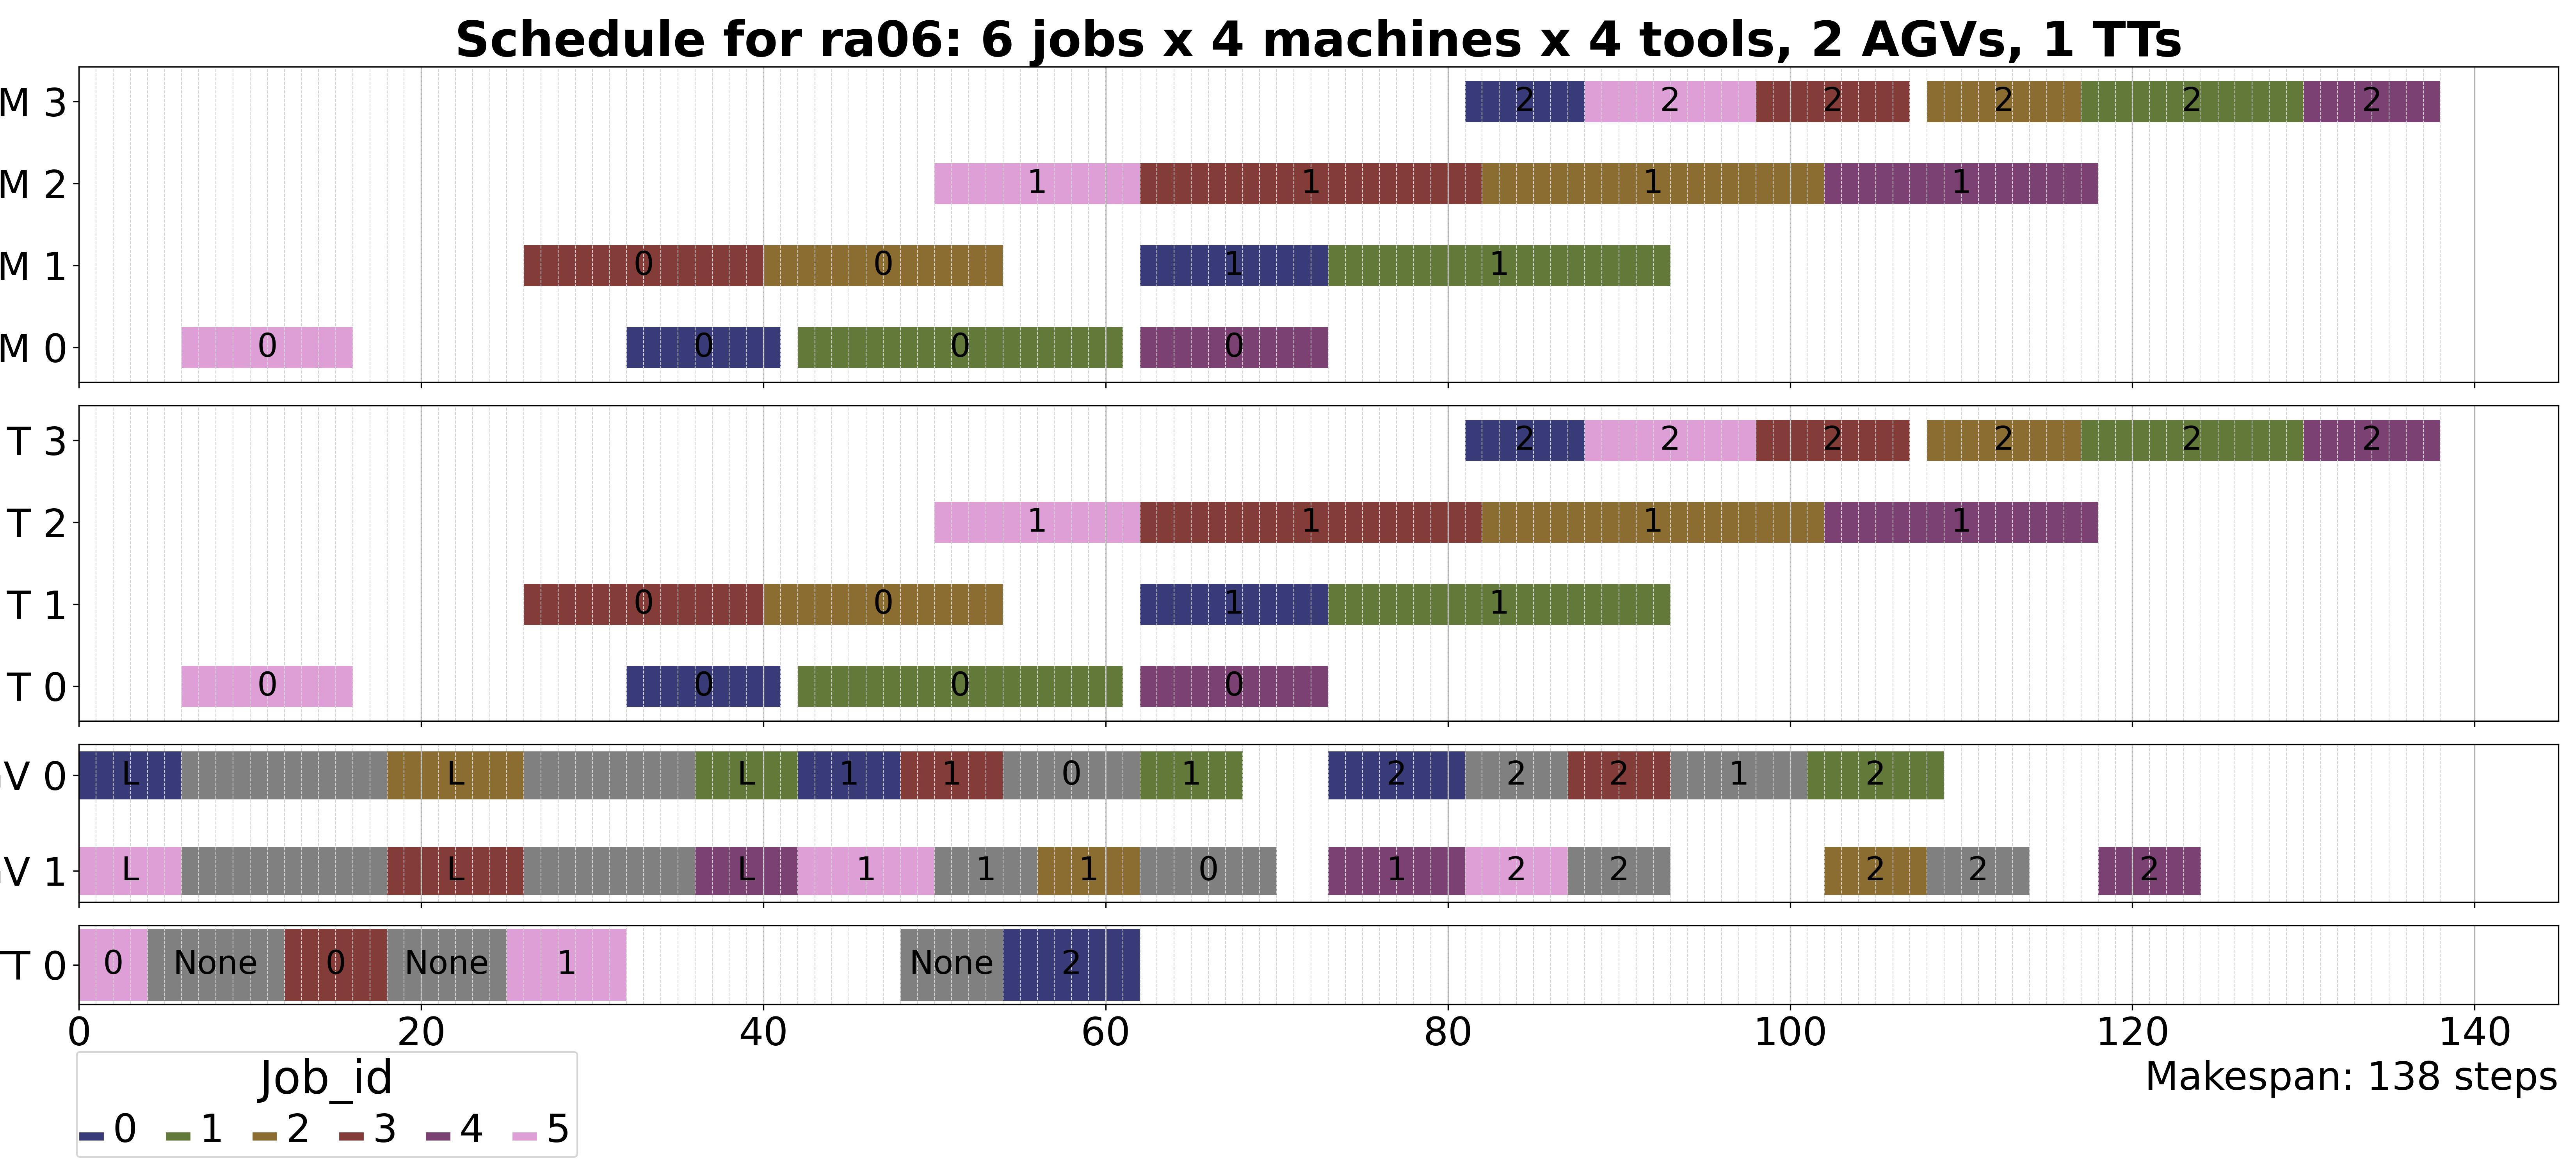 Schedule for ra06: 6 jobs x 4 machines x 4 tools, 2 AGVs, 1 TTs
M 3 2 2 2 2 2 2
M 2 1 1 1 1
M 1 0 0 1 1
M 0 0 0 0 0
T 3 2 2 2 2 2 2
T 2 1 1 1 1
T 1 0 0 1 1
T 0 0 0 0 0
V 0 L L L 1 1 0 1 2 2 2 1 2
V 1 L L L 1 1 1 0 1 2 2 2 2 2
T 0 0 None 0 None 1 None 2
0 20 40 60 80 100 120 140
Makespan: 138 steps
Job_id
0 1 2 3 4 5